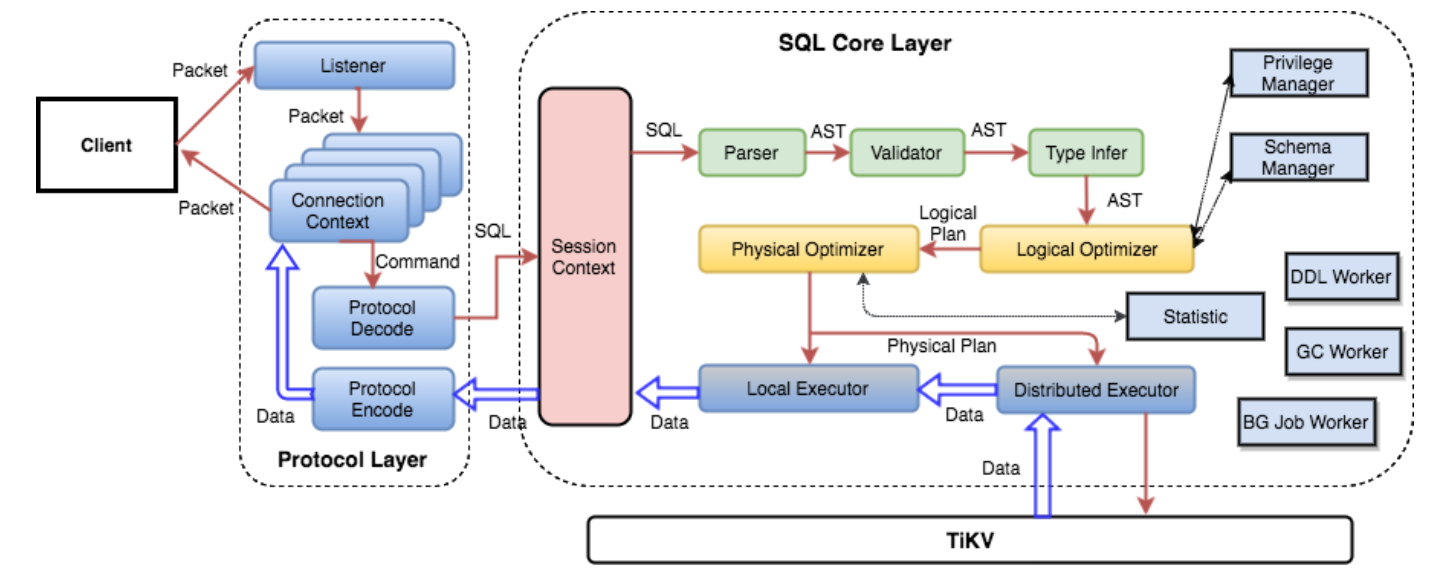 SQL Core Layer
Listener
Packet
Client
Packet
Connection
Context
Packet
Command
SQL
Protocol
Decode
Protocol
Encode
Data
Protocol Layer
Data
Session
Context
SQL
Parser
AST
Validator
AST
Type Infer
AST
Privilege
Manager
Schema
Manager
Logical
Plan
Physical Optimizer
Logical Optimizer
Statistic
DDL Worker
GC Worker
BG Job Worker
Physical Plan
Local Executor
Distributed Executor
Data
Data
Data
TiKV